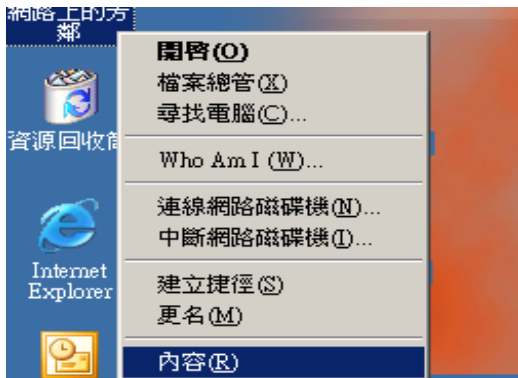 網路上的芳
鄰
開啓(O)
檔案總管(X)
尋找電腦(C)...
資源回收筒
Who Am I (W)...
連線網路磁碟機(N)...
中斷網路磁碟機(I)...
Internet
Explorer
建立捷徑(S)
更名(M)
內容(R)